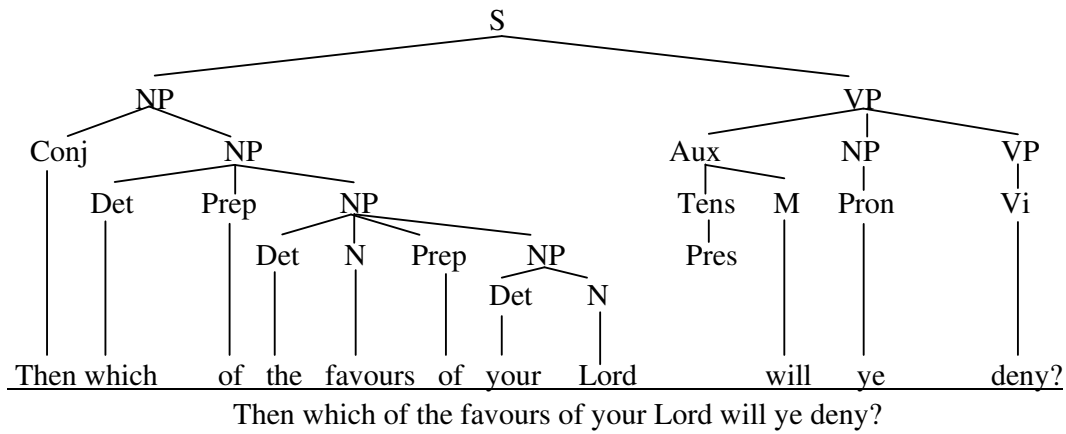 S
NP VP
Conj NP Aux NP VP
Det Prep NP Tens M Pron Vi
Det N Prep NP Pres
Det N
Then which of the favours of your Lord will ye deny?
Then which of the favours of your Lord will ye deny?